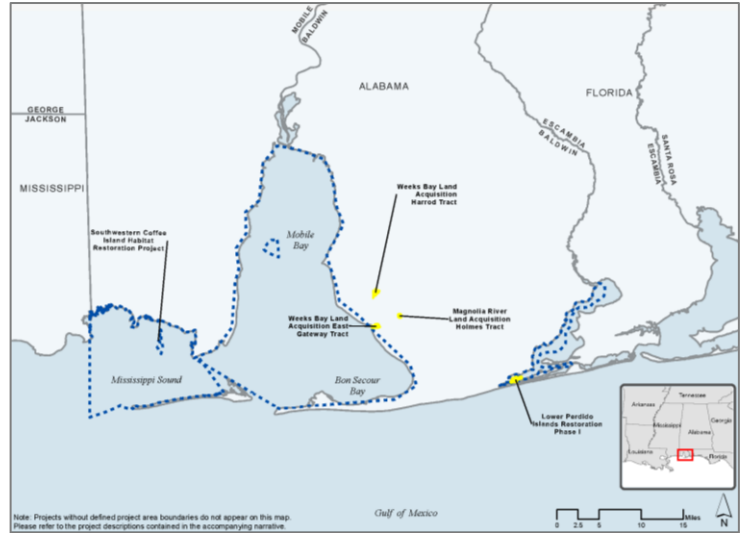 MOBILE
BALDWIN
ALABAMA
FLORIDA
GEORGE
JACKSON
MISSISSIPPI
ESCAMBIA
BALDWIN
SANTA ROSA
ESCAMBIA
Weeks Bay Land
Acquisition
Harrod Tract
Southwestern Coffee
Island Habitat
Restoration Project
Mobile
Bay
Magnolia River
Land Acquisition
Holmes Tract
Weeks Bay Land
Acquisition East
Gateway Tract
Mississippi Sound
Bon Secour
Bay
Lower Perdido
Islands Restoration
Phase I
Tennessee
Arkansas
Mississippi
Alabama
Georgia
Louisiana
Florida
Note: Projects without defined project area boundaries do not appear on this map.
Please refer to the project descriptions contained in the accompanying narrative.
Gulf of Mexico
Miles
0 2.5 5 10 15
N